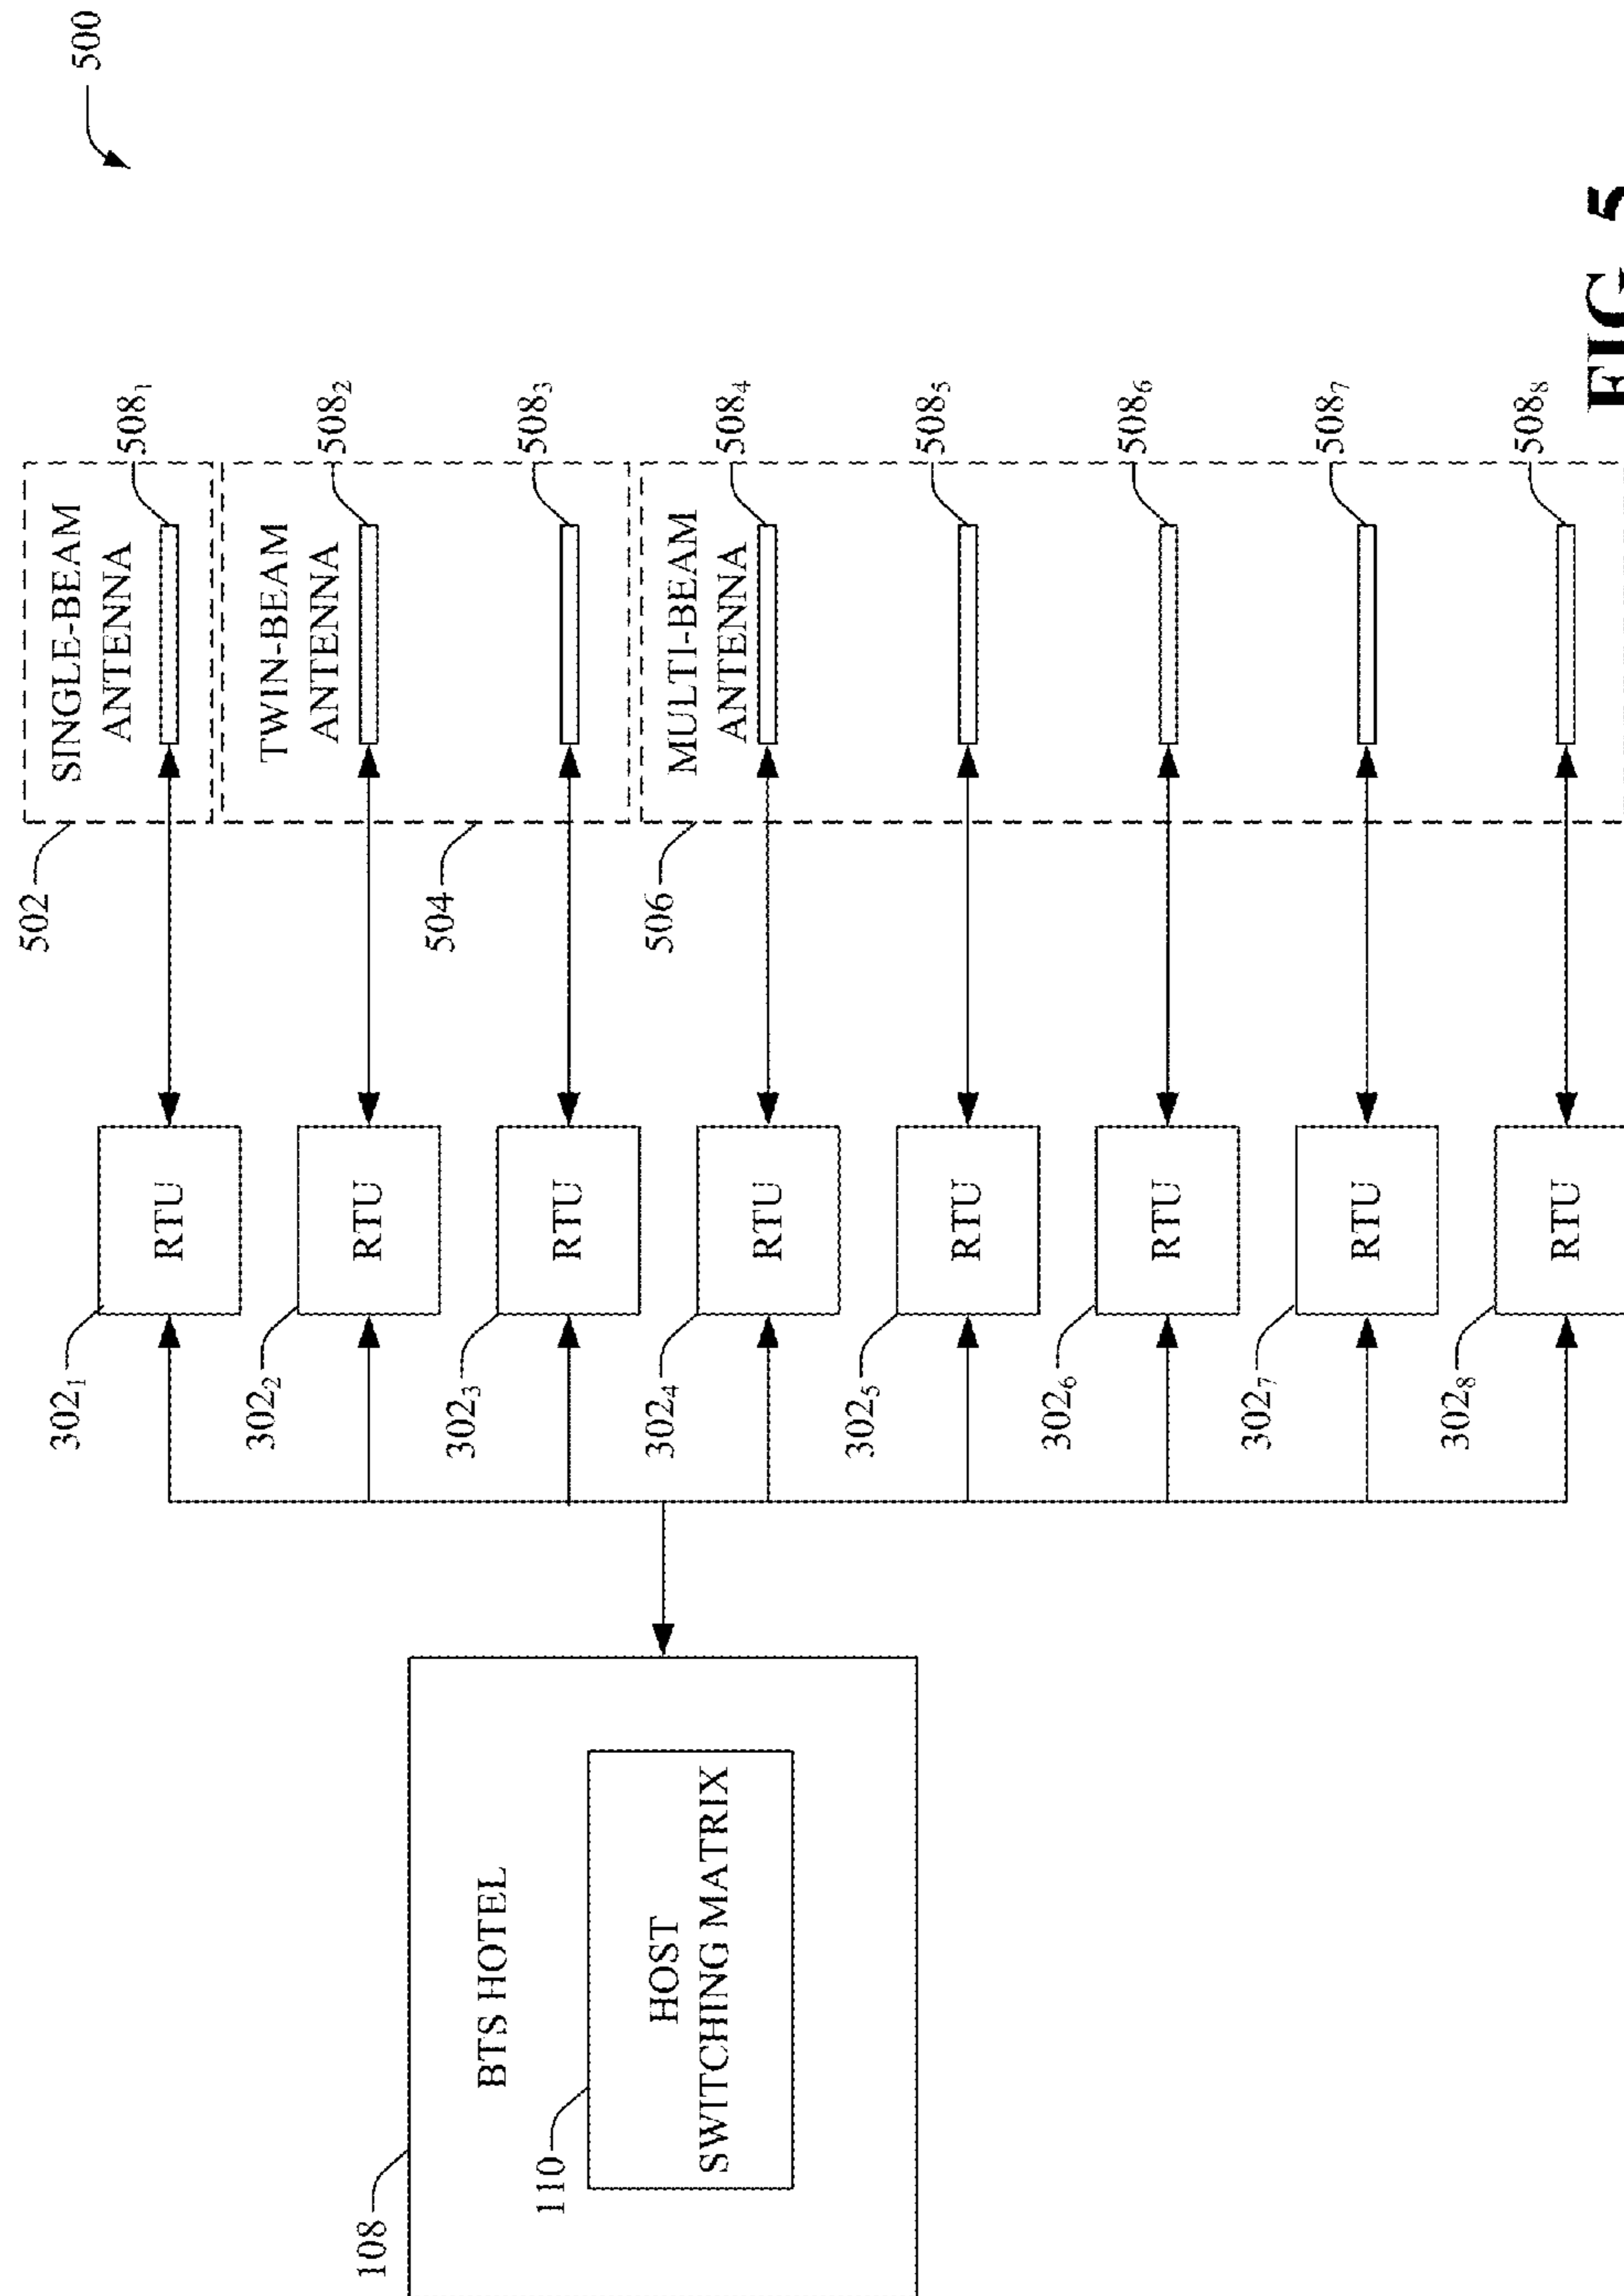 500
502
504
506
SINGLE-BEAM
ANTENNA
508₁
TWIN-BEAM
ANTENNA
508₂
508₃
MULTI-BEAM
ANTENNA
508₄
508₅
508₆
508₇
508₈
302₁
RTU
302₂
RTU
302₃
RTU
302₄
RTU
302₅
RTU
302₆
RTU
302₇
RTU
302₈
RTU
108
BTS HOTEL
110
HOST
SWITCHING MATRIX
FIG. 5